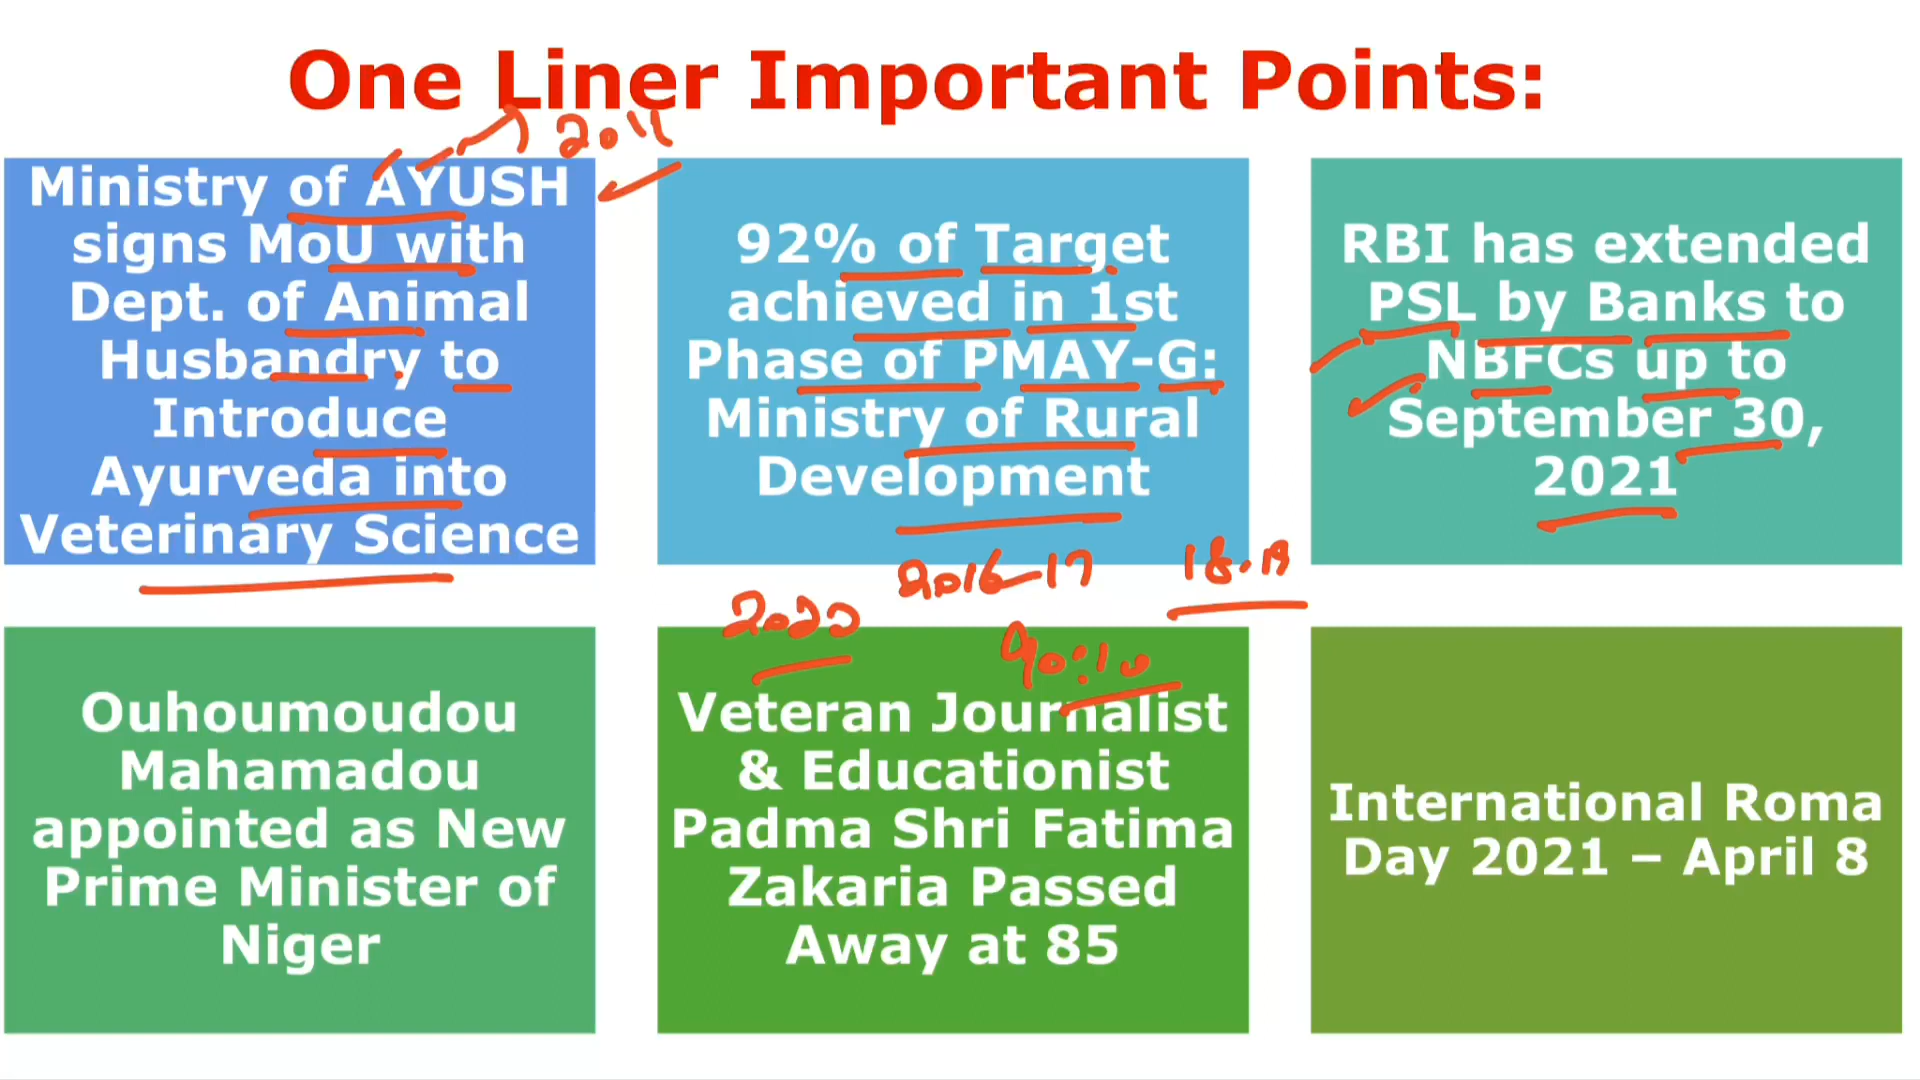 One Liner Important Points:
2011
Ministry of AYUSH
signs MoU with
Dept. of Animal
Husbandry to
Introduce
Ayurveda into
Veterinary Science
92% of Target
achieved in 1st
Phase of PMAY-G:
Ministry of Rural
Development
RBI has extended
PSL by Banks to
NBFCs up to
September 30,
2021
2016-17
2022
Ouhoumoudou
Mahamadou
appointed as New
Prime Minister of
Niger
Veteran Journalist
& Educationist
Padma Shri Fatima
Zakaria Passed
Away at 85
International Roma
Day 2021 – April 8